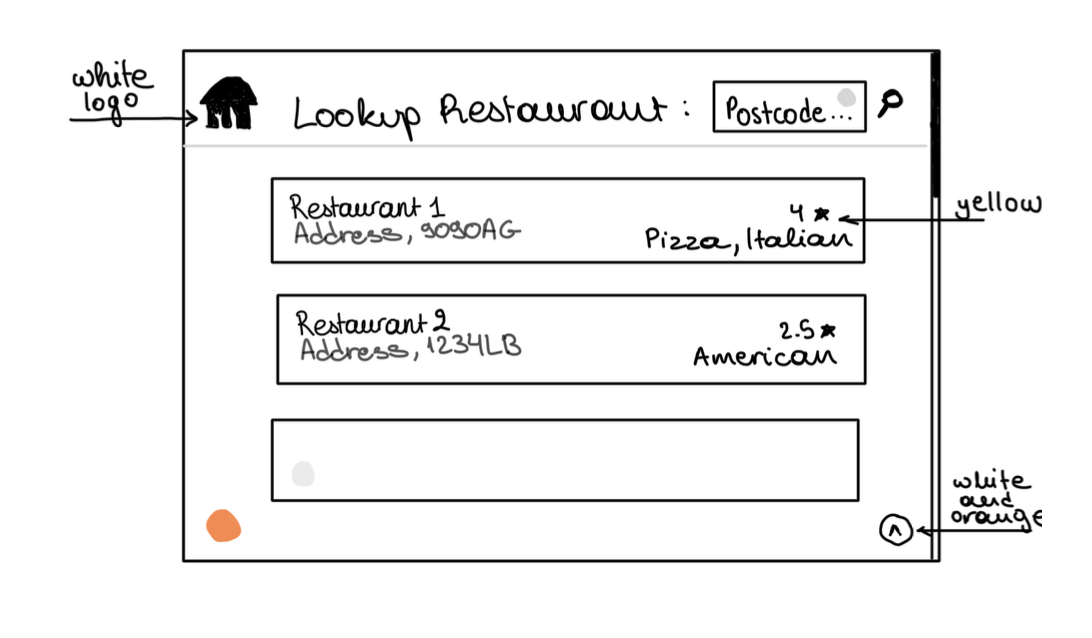 white
logo
Lookup Restaurant :
Postcode...
Restaurant 1
Address, 9090AG
4 ★
Pizza, Italian
yellow
Restaurant 2
Address, 1234LB
2.5 ★
American
white
and
orange